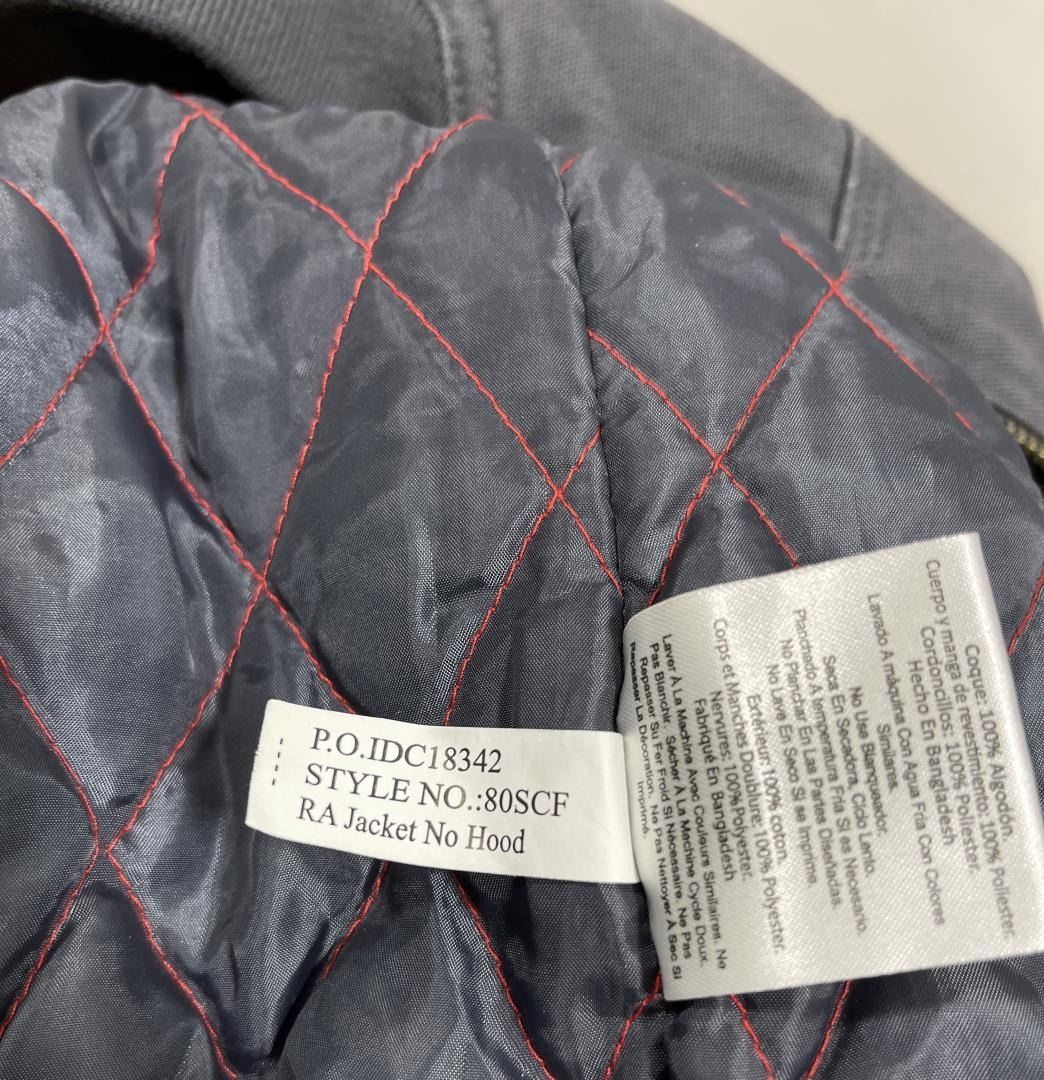 P.O.IDC18342
STYLE NO.:80SCF
RA Jacket No Hood
Coque: 100% Algodón.
Cuerpo y manga de revestimiento: 100% Poliester.
Cordoncillos: 100% Poliester.
Hecho En Bangladesh
Lavado A máquina Con Agua Fria Con Colores
Similares.
No Use Blanqueador.
Seca En Secadora, Ciclo Lento.
Planchado A temperatura Fria Si es Necesario
No Planchar En Las Partes Diseñadas.
No Lave En Seco Si se Imprime
Extérieur:100% coton.
Corps et Manches Doublure: 100% Polyester.
Nervures: 100% Polyester.
Fabriqué En Bangladesh
Laver À La Machine Avec Couleurs Similaires. Ne
Pas Blanchir. Sécher À La Machine Cycle Doux.
Repasser Su Fer Froid Si Nécessaire. Ne Pas
Repasser La Décoration. Ne Pas Nettoyer À Sec Si
Imprimé.